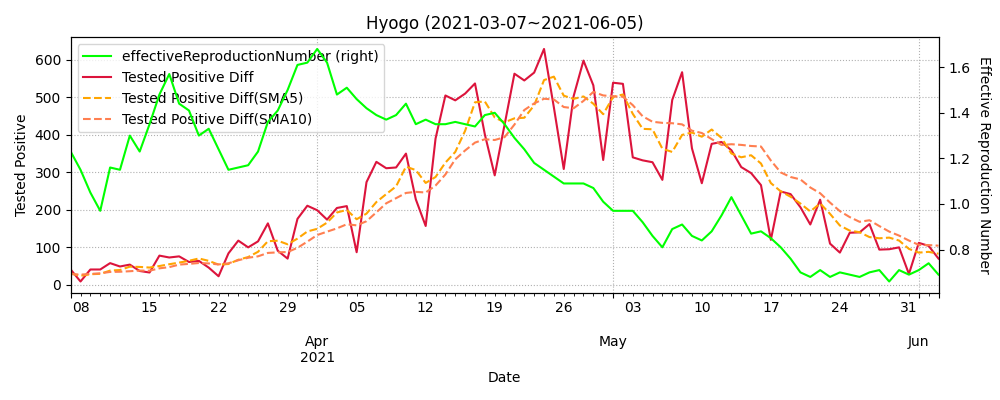 Hyogo (2021-03-07~2021-06-05)
effectiveReproductionNumber (right)
Tested Positive Diff
Tested Positive Diff(SMA5)
Tested Positive Diff(SMA10)
Tested Positive
600
500
400
300
200
100
0
1.6
1.4
1.2
1.0
0.8
Effective Reproduction Number
08 15 22 29 05 12 19 26 03 10 17 24 31
Apr May Jun
2021
Date